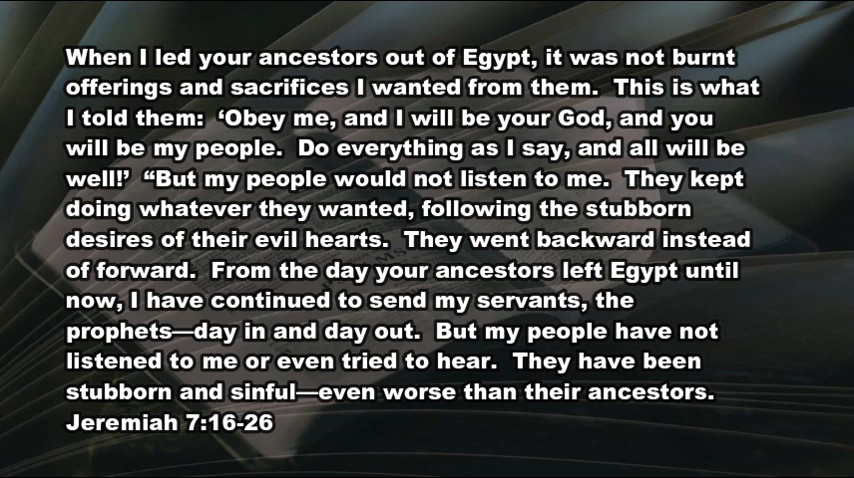 When I led your ancestors out of Egypt, it was not burnt
offerings and sacrifices I wanted from them.  This is what
I told them:  ‘Obey me, and I will be your God, and you
will be my people.  Do everything as I say, and all will be
well!’  “But my people would not listen to me.  They kept
doing whatever they wanted, following the stubborn
desires of their evil hearts.  They went backward instead
of forward.  From the day your ancestors left Egypt until
now, I have continued to send my servants, the
prophets—day in and day out.  But my people have not
listened to me or even tried to hear.  They have been
stubborn and sinful—even worse than their ancestors.
Jeremiah 7:16-26